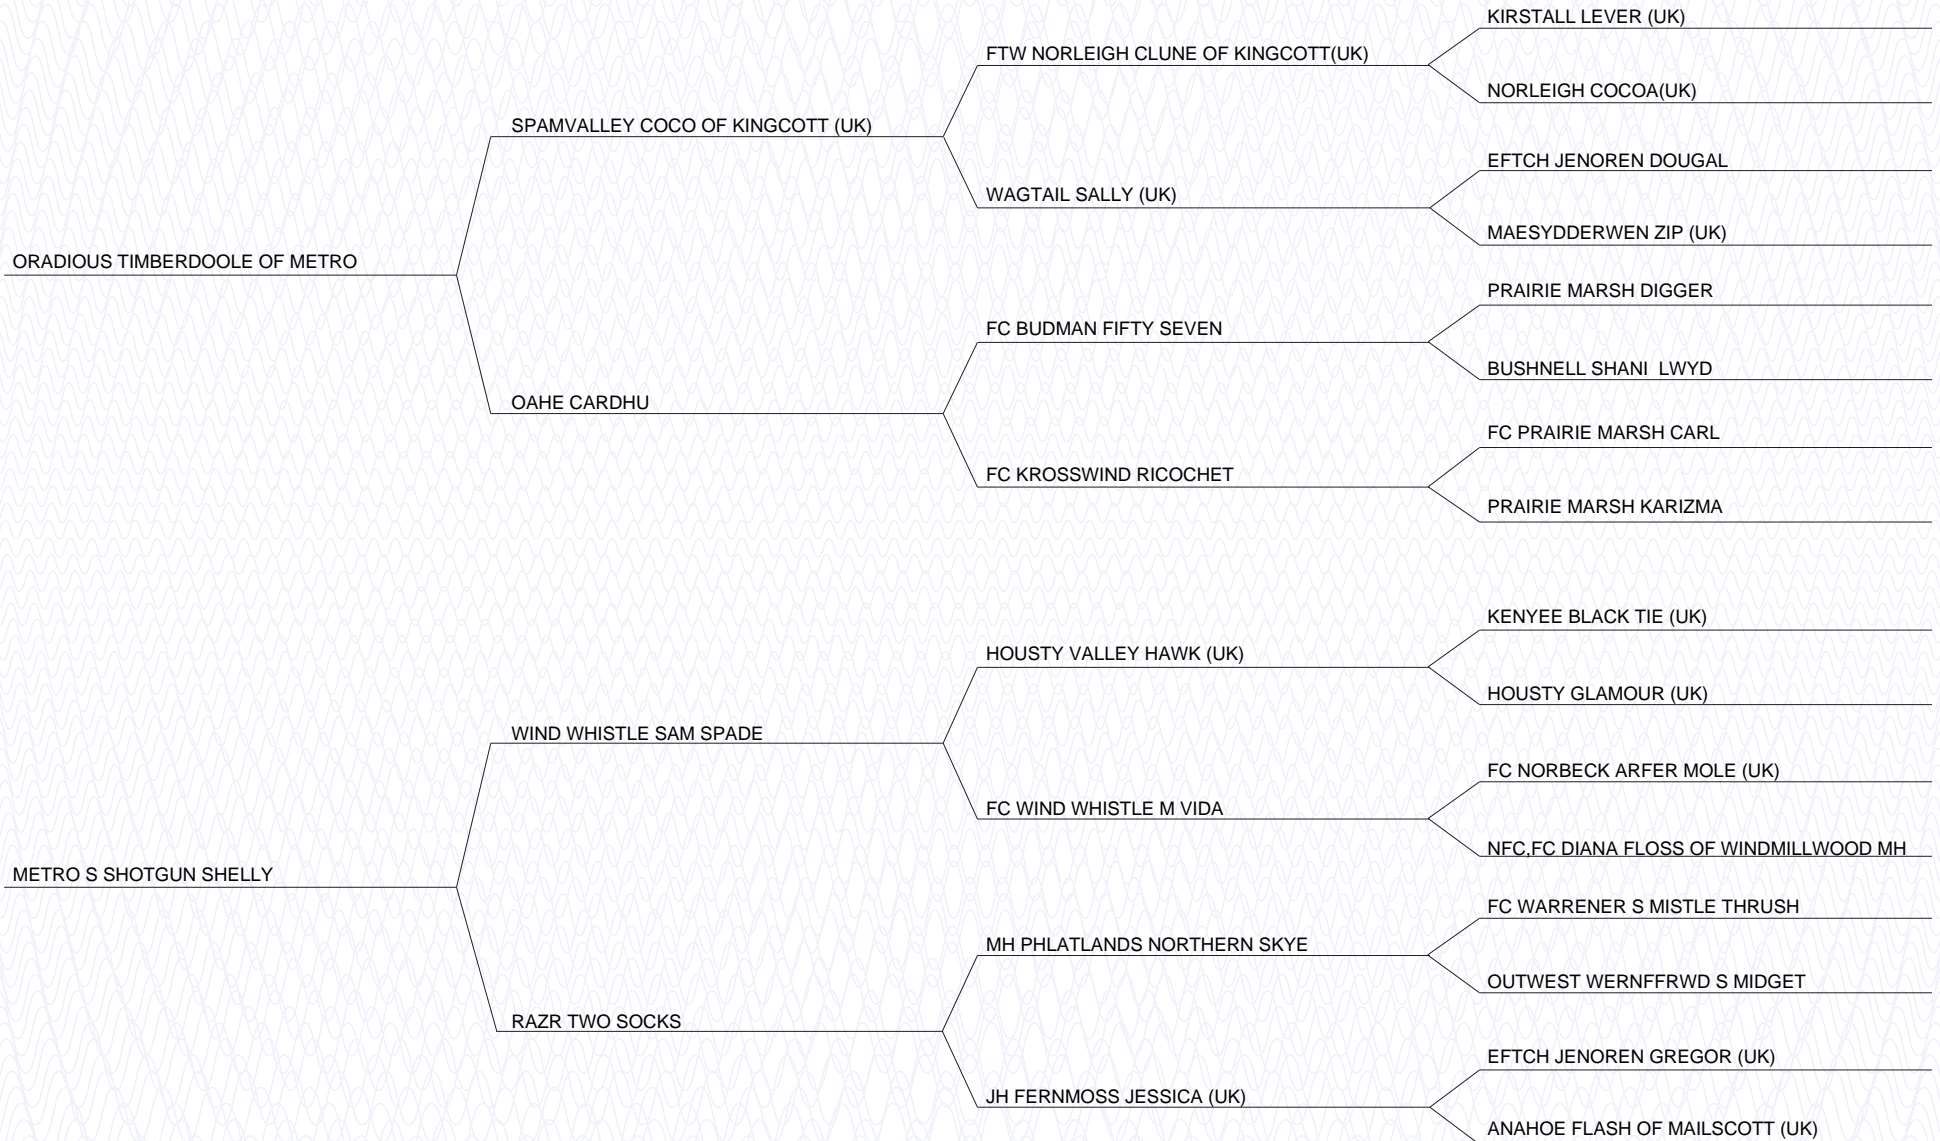 KIRSTALL LEVER (UK)
FTW NORLEIGH CLUNE OF KINGCOTT(UK)
NORLEIGH COCOA(UK)
SPAMVALLEY COCO OF KINGCOTT (UK)
EFTCH JENOREN DOUGAL
WAGTAIL SALLY (UK)
MAESYDDERWEN ZIP (UK)
ORADIOUS TIMBERDOOLE OF METRO
PRAIRIE MARSH DIGGER
FC BUDMAN FIFTY SEVEN
BUSHNELL SHANI  LWYD
OAHE CARDHU
FC PRAIRIE MARSH CARL
FC KROSSWIND RICOCHET
PRAIRIE MARSH KARIZMA
KENYEE BLACK TIE (UK)
HOUSTY VALLEY HAWK (UK)
HOUSTY GLAMOUR (UK)
WIND WHISTLE SAM SPADE
FC NORBECK ARFER MOLE (UK)
FC WIND WHISTLE M VIDA
NFC,FC DIANA FLOSS OF WINDMILLWOOD MH
METRO S SHOTGUN SHELLY
FC WARRENER S MISTLE THRUSH
MH PHLATLANDS NORTHERN SKYE
OUTWEST WERNFFRWD S MIDGET
RAZR TWO SOCKS
EFTCH JENOREN GREGOR (UK)
JH FERNMOSS JESSICA (UK)
ANAHOE FLASH OF MAILSCOTT (UK)